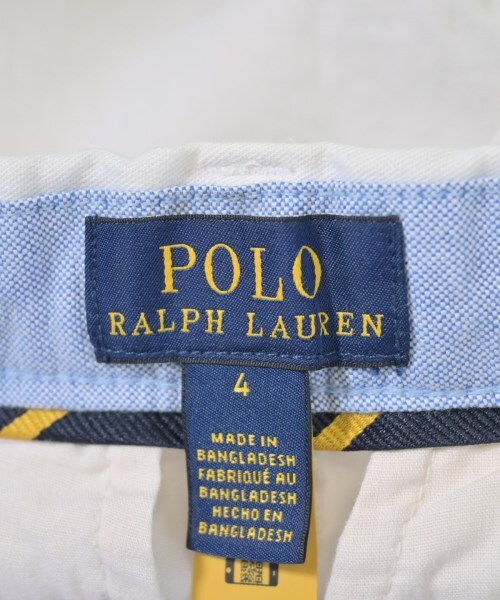 POLO
RALPH LAUREN
4
MADE IN
BANGLADESH
FABRIQUÉ AU
BANGLADESH
HECHO EN
BANGLADESH